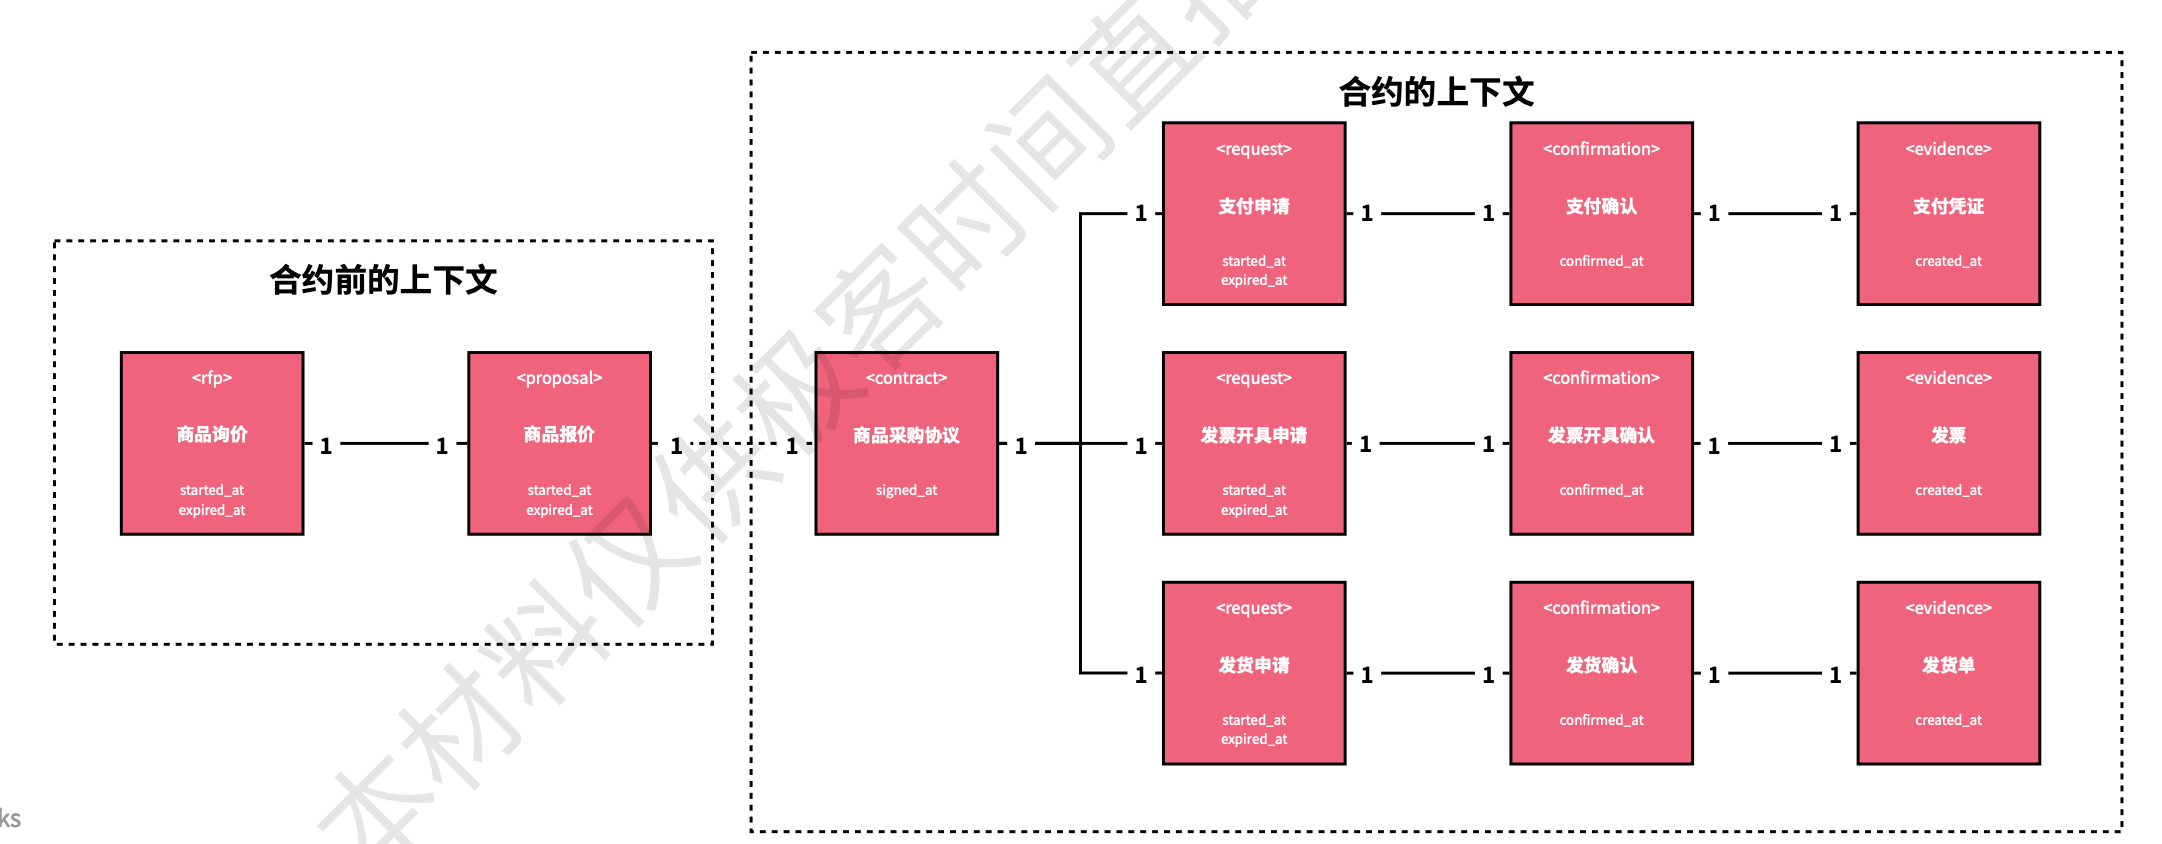 合约前的上下文
<rfp>
商品询价
started_at
expired_at
1
1
<proposal>
商品报价
started_at
expired_at
1
1
合约的上下文
<contract>
商品采购协议
signed_at
1
1
<request>
支付申请
started_at
expired_at
1
1
<confirmation>
支付确认
confirmed_at
1
1
<evidence>
支付凭证
created_at
1
<request>
发票开具申请
started_at
expired_at
1
1
<confirmation>
发票开具确认
confirmed_at
1
1
<evidence>
发票
created_at
1
<request>
发货申请
started_at
expired_at
1
1
<confirmation>
发货确认
confirmed_at
1
1
<evidence>
发货单
created_at
本材料仅供极客时间直播
ks